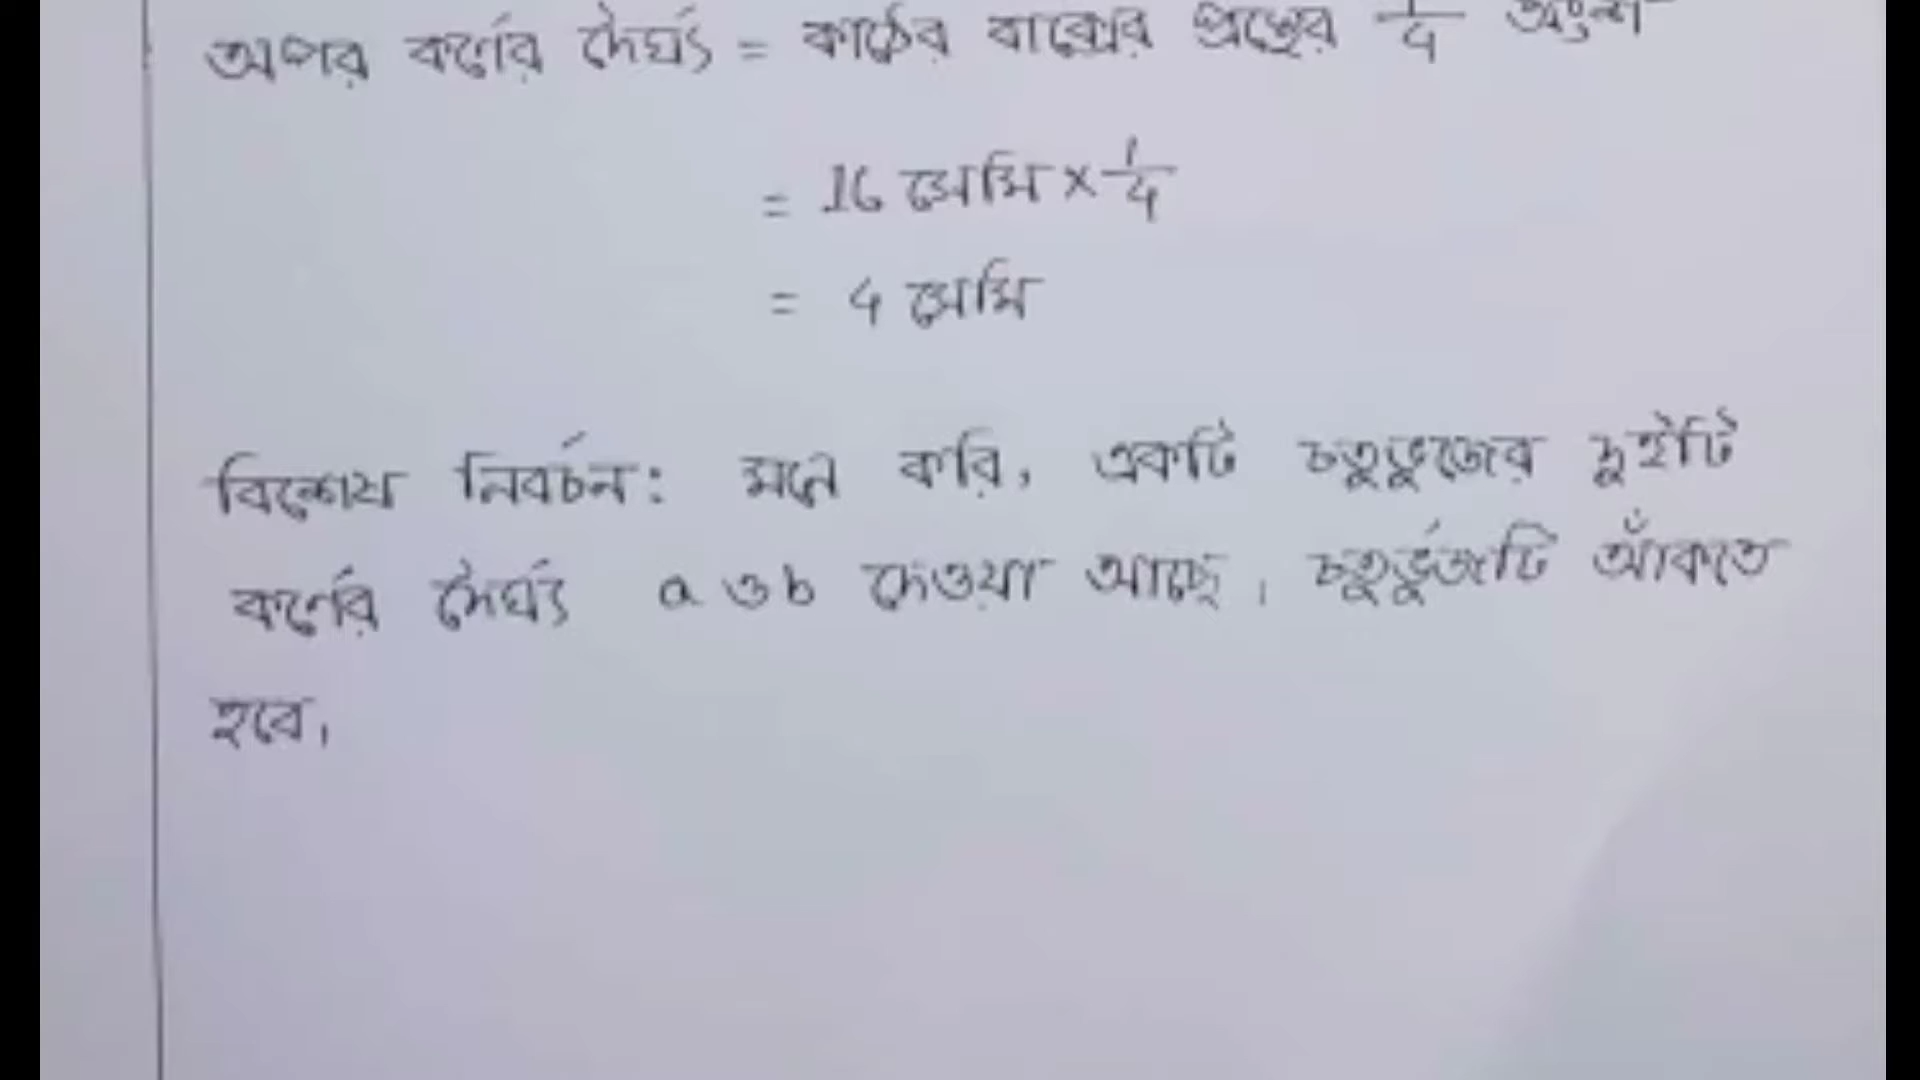 অপর কর্ণের দৈর্ঘ্য = কাঠের বাক্সের প্রস্থের 1/4 অংশ
= 16 সেমি × 1/4
= 4 সেমি
বিশেষ নির্বচন: মনে করি, একটি চতুভুজের দুইটি
কর্ণের দৈর্ঘ্য a ও b দেওয়া আছে। চতুর্ভুজটি আঁকতে
হবে।